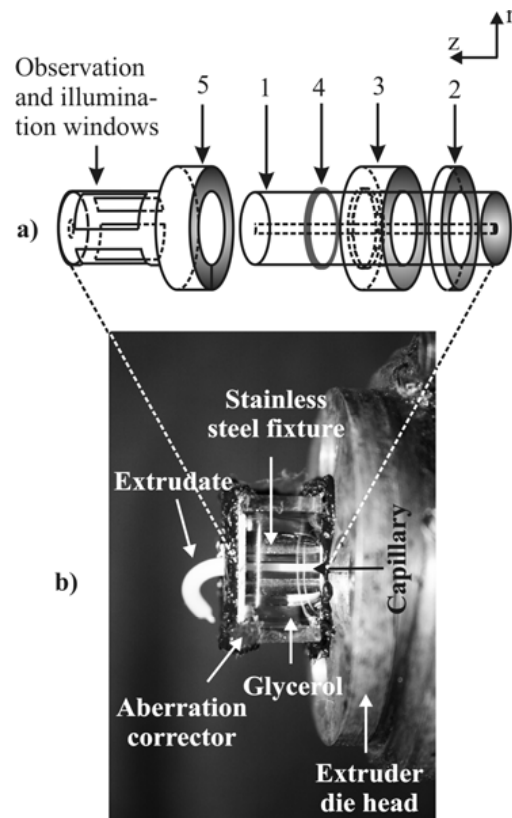 r
z
Observation
and illumina-
tion windows
5
1
4
3
2
a)
Stainless
steel fixture
Extrudate
Capillary
b)
Glycerol
Aberration
corrector
Extruder
die head